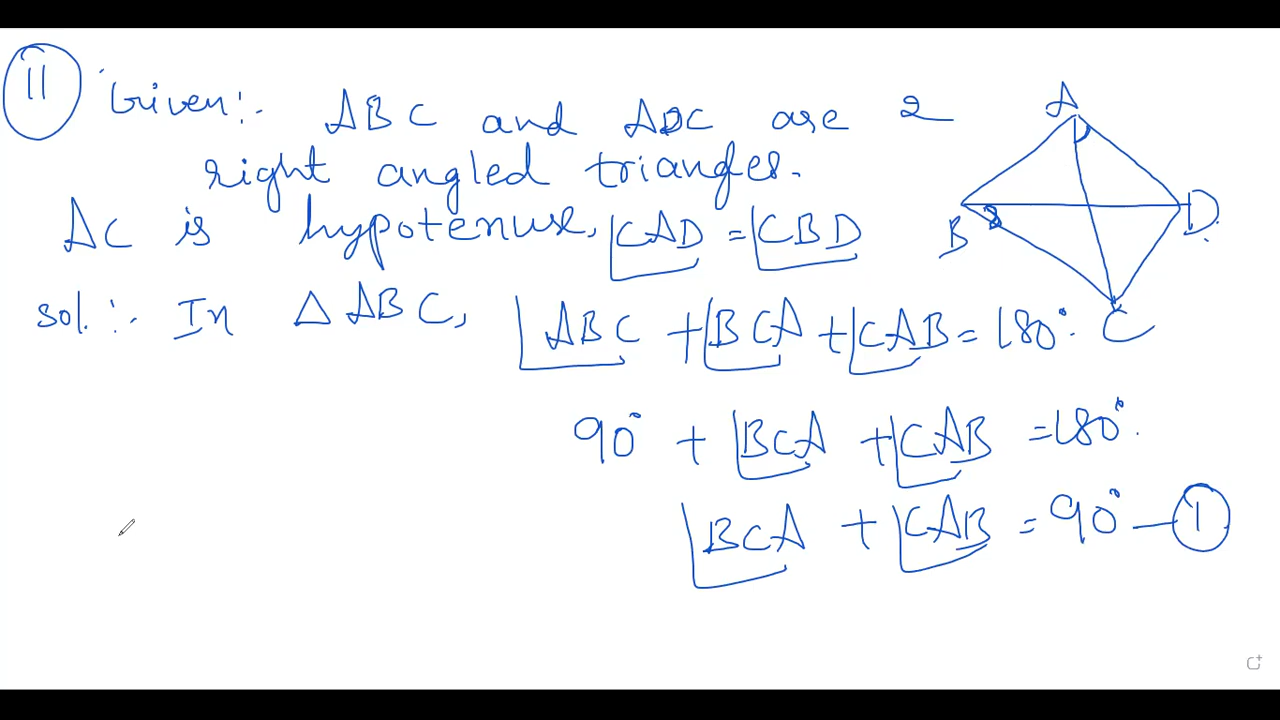 11
Given:- ABC and ADC are 2
right angled triangles.
AC is hypotenuse, ∠CAD = ∠CBD
sol:- In △ ABC, ∠ABC + ∠BCA + ∠CAB = 180°.
90° + ∠BCA + ∠CAB = 180°.
∠BCA + ∠CAB = 90° — 1
A
B
D
C